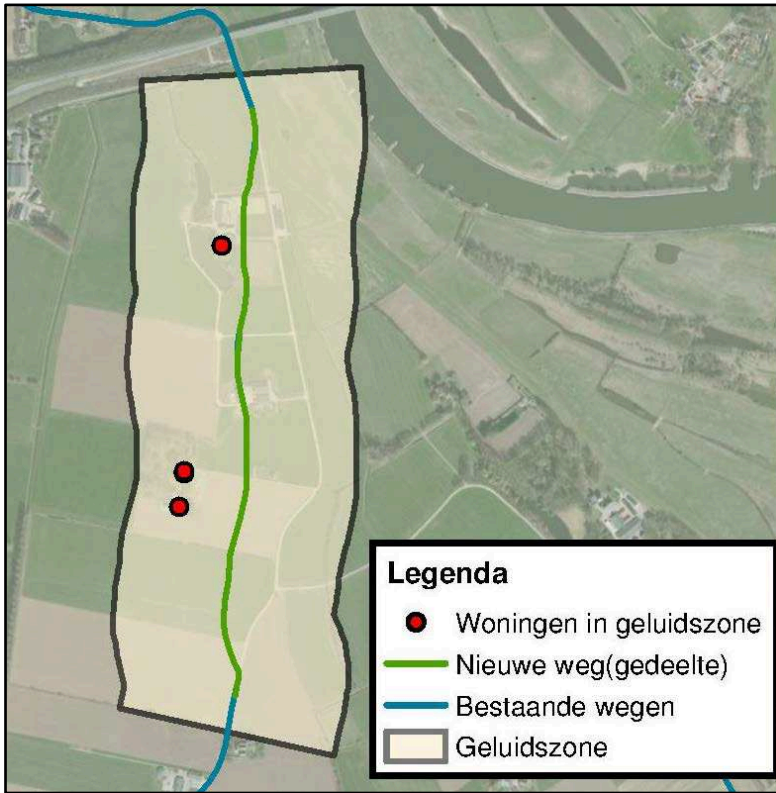 Legenda
Woningen in geluidszone
Nieuwe weg(gedeelte)
Bestaande wegen
Geluidszone